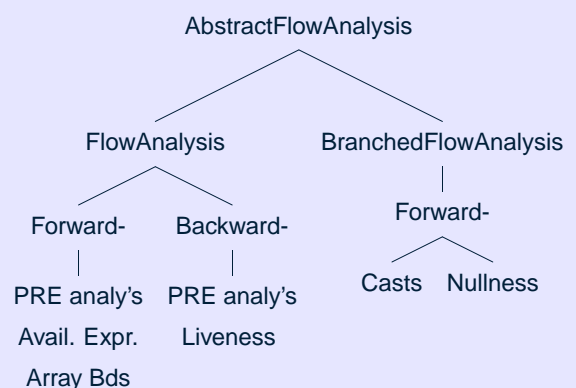 AbstractFlowAnalysis
FlowAnalysis BranchedFlowAnalysis
Forward- Backward- Forward-
PRE analy's PRE analy's Casts Nullness
Avail. Expr. Liveness
Array Bds